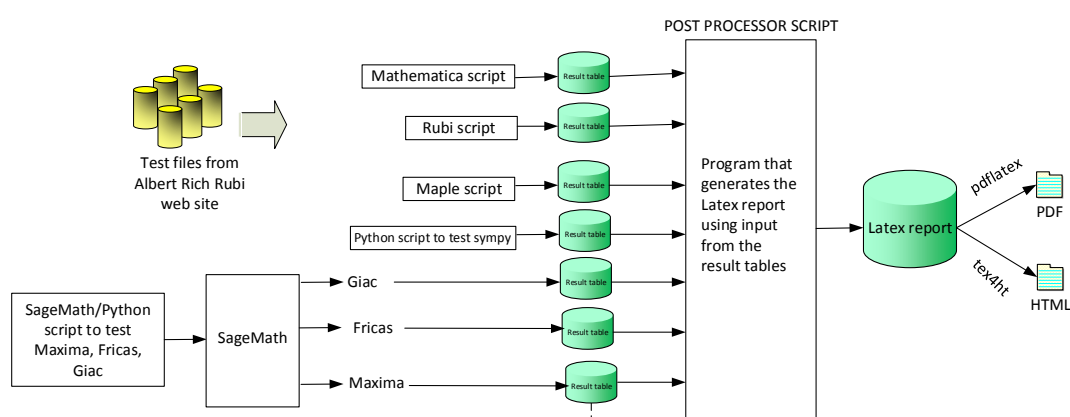 POST PROCESSOR SCRIPT
Mathematica script
Result table
Rubi script
Result table
Test files from
Albert Rich Rubi
web site
Maple script
Result table
Python script to test sympy
Result table
Program that
generates the
Latex report
using input
from the
result tables
Latex report
pdflatex
PDF
tex4ht
HTML
SageMath/Python
script to test
Maxima, Fricas,
Giac
SageMath
Giac
Result table
Fricas
Result table
Maxima
Result table